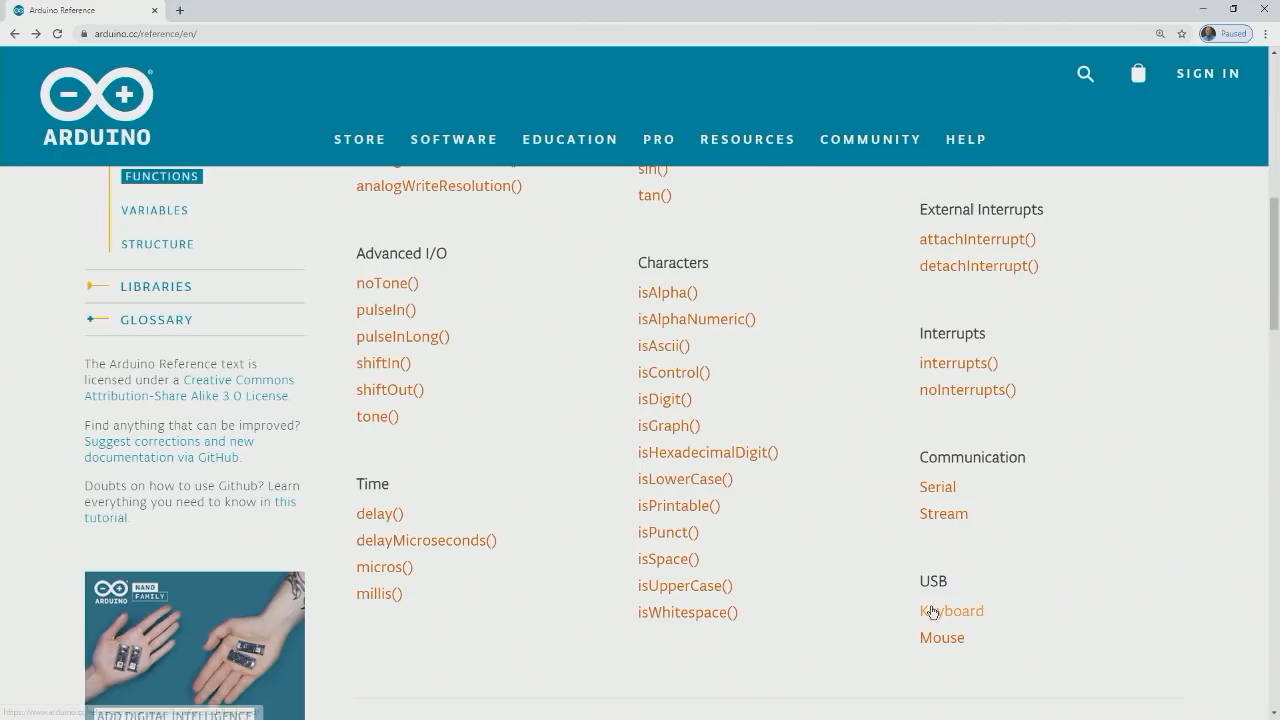 Arduino Reference
arduino.cc/reference/en/
Paused
ARDUINO
SIGN IN
STORE
SOFTWARE
EDUCATION
PRO
RESOURCES
COMMUNITY
HELP
FUNCTIONS
VARIABLES
STRUCTURE
LIBRARIES
GLOSSARY
The Arduino Reference text is
licensed under a Creative Commons
Attribution-Share Alike 3.0 License.
Find anything that can be improved?
Suggest corrections and new
documentation via GitHub.
Doubts on how to use Github? Learn
everything you need to know in this
tutorial.
ARDUINO
NANO
FAMILY
ADD DIGITAL INTELLIGENCE
analogWriteResolution()
Advanced I/O
noTone()
pulseIn()
pulseInLong()
shiftIn()
shiftOut()
tone()
Time
delay()
delayMicroseconds()
micros()
millis()
sin()
tan()
Characters
isAlpha()
isAlphaNumeric()
isAscii()
isControl()
isDigit()
isGraph()
isHexadecimalDigit()
isLowerCase()
isPrintable()
isPunct()
isSpace()
isUpperCase()
isWhitespace()
External Interrupts
attachInterrupt()
detachInterrupt()
Interrupts
interrupts()
noInterrupts()
Communication
Serial
Stream
USB
Keyboard
Mouse